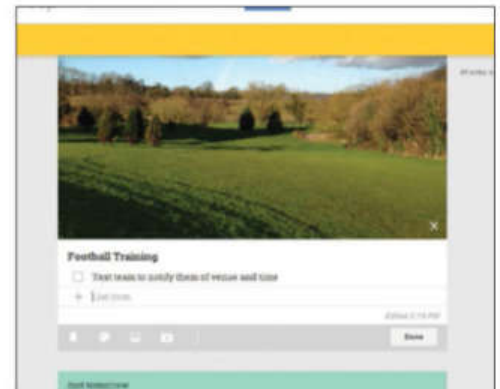 Football Training
Text team to notify them of venue and time
+ List item
Done